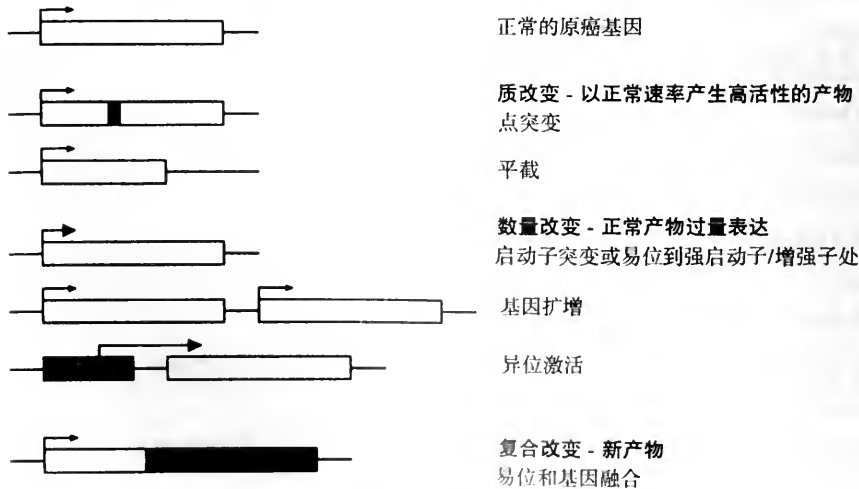 正常的原癌基因
质改变 - 以正常速率产生高活性的产物
点突变
平截
数量改变 - 正常产物过量表达
启动子突变或易位到强启动子/增强子处
基因扩增
异位激活
复合改变 - 新产物
易位和基因融合